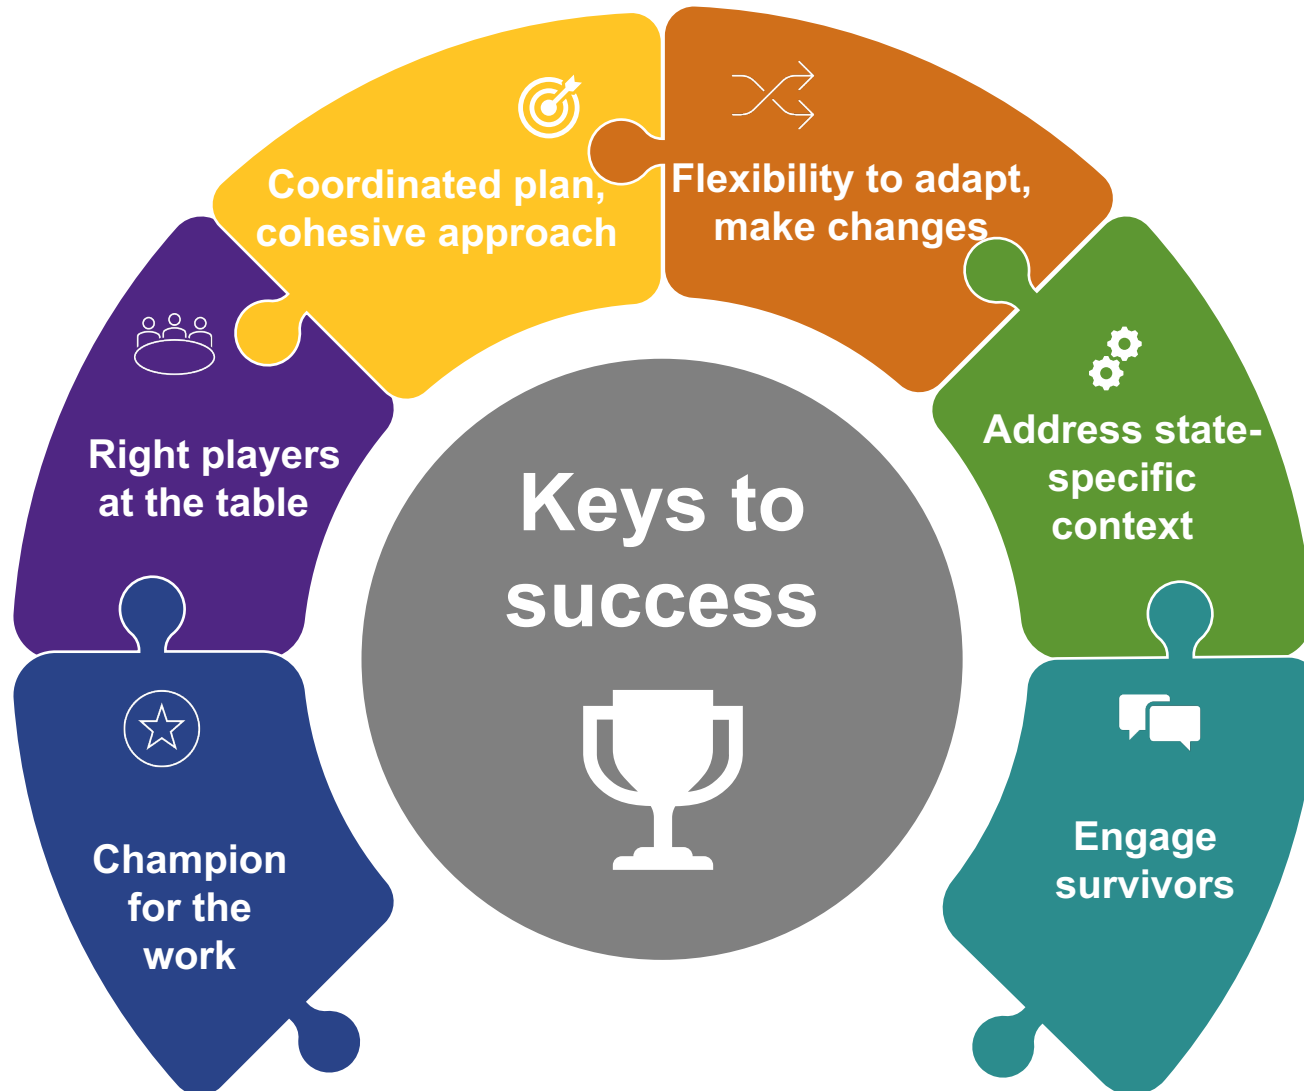 Coordinated plan,
cohesive approach
Flexibility to adapt,
make changes
Right players
at the table
Address state-
specific
context
Keys to
success
Champion
for the
work
Engage
survivors